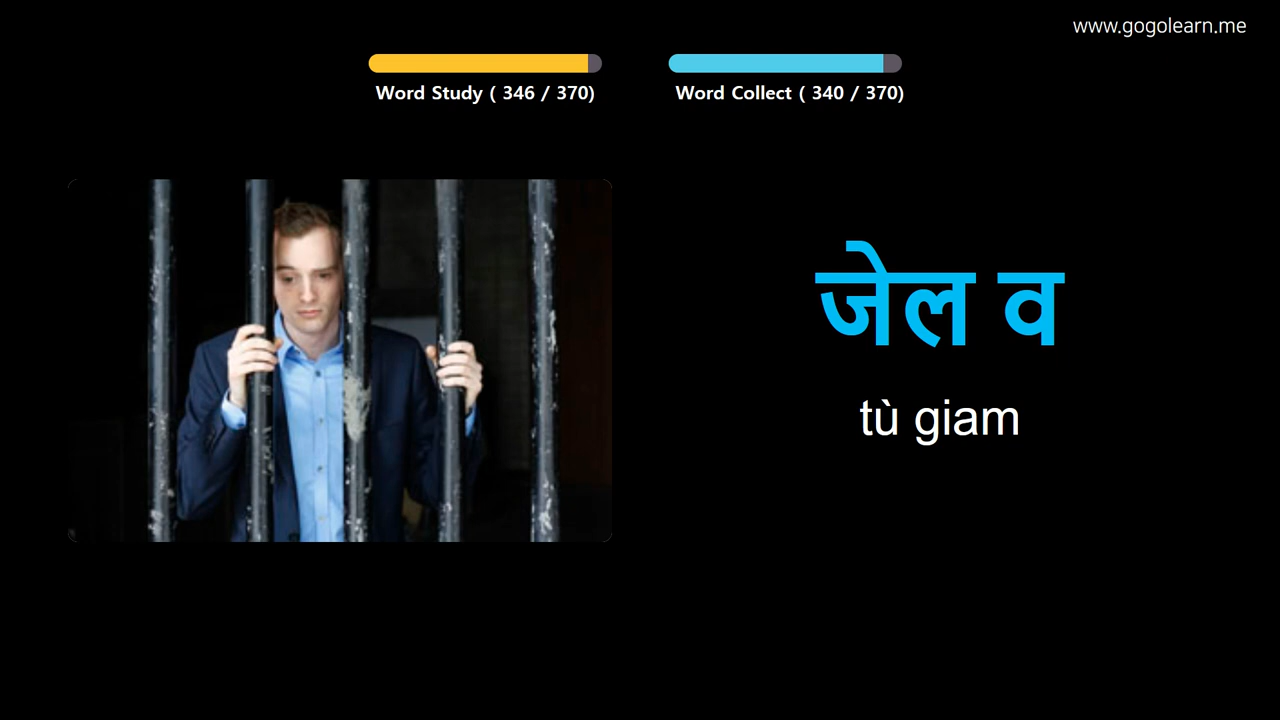 www.gogolearn.me
Word Study ( 346 / 370)
Word Collect ( 340 / 370)
जेल व
tù giam